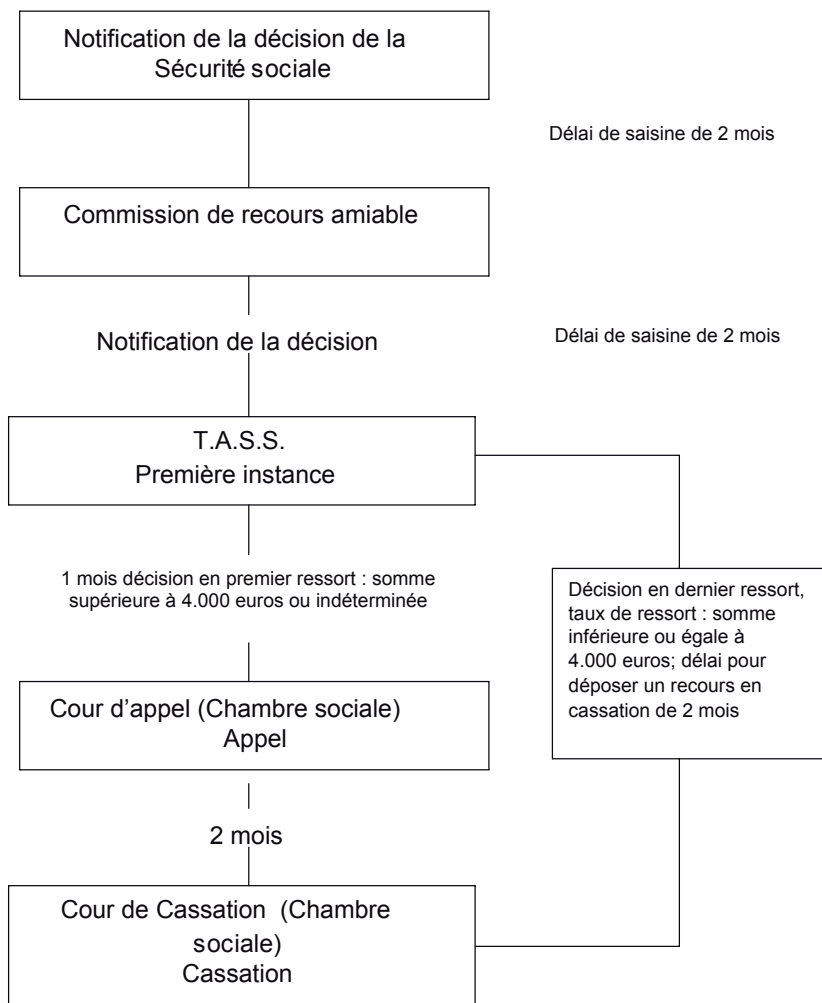 Notification de la décision de la
Sécurité sociale
Délai de saisine de 2 mois
Commission de recours amiable
Notification de la décision
Délai de saisine de 2 mois
T.A.S.S.
Première instance
1 mois décision en premier ressort : somme
supérieure à 4.000 euros ou indéterminée
Décision en dernier ressort,
taux de ressort : somme
inférieure ou égale à
4.000 euros; délai pour
déposer un recours en
cassation de 2 mois
Cour d’appel (Chambre sociale)
Appel
2 mois
Cour de Cassation (Chambre
sociale)
Cassation